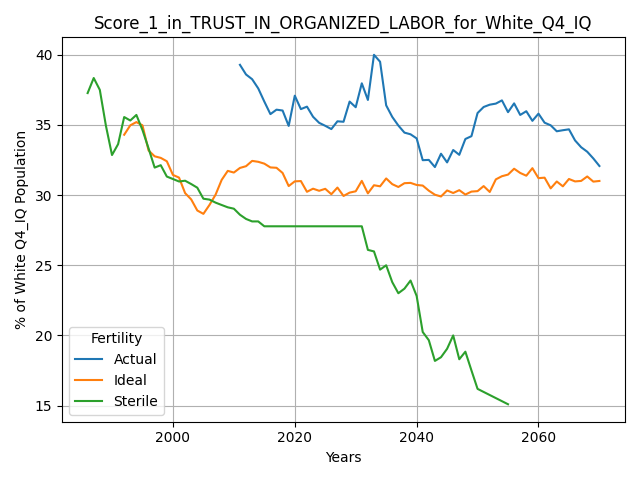 Score_1_in_TRUST_IN_ORGANIZED_LABOR_for_White_Q4_IQ
% of White Q4_IQ Population
40
35
30
25
20
15
Fertility
Actual
Ideal
Sterile
2000 2020 2040 2060
Years